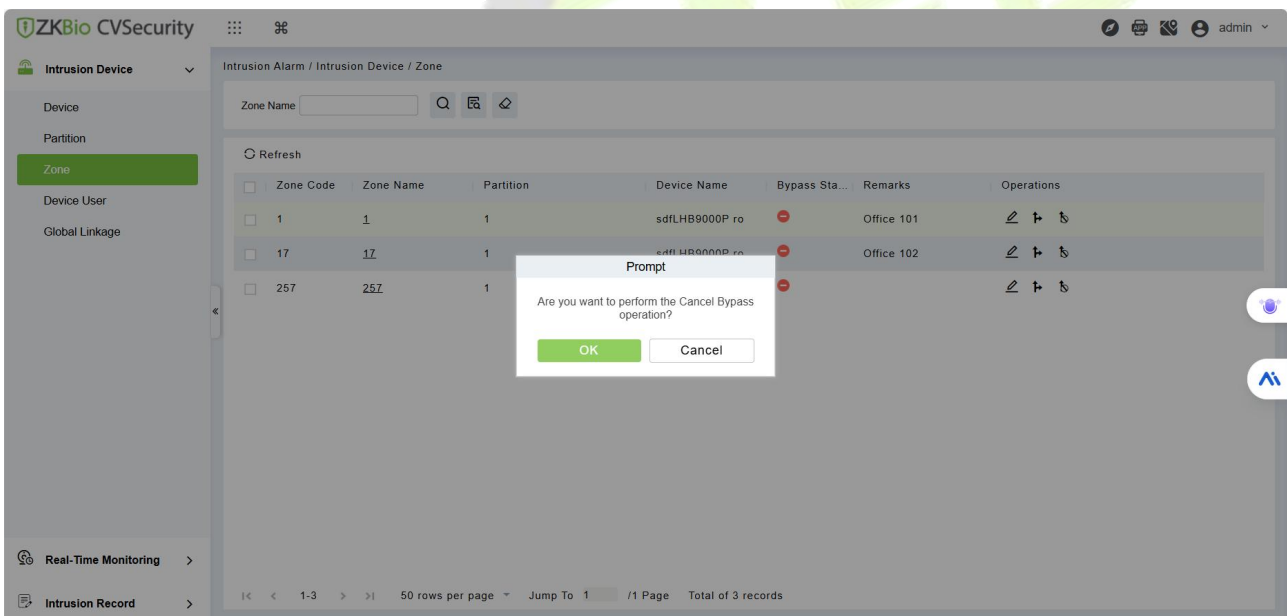 ZKBio CVSecurity
admin
Intrusion Device
Intrusion Alarm / Intrusion Device / Zone
Device
Zone Name
Partition
Refresh
Zone
Zone Code Zone Name Partition Device Name Bypass Sta... Remarks Operations
Device User
1 1 1 sdfLHB9000P ro Office 101
Global Linkage
17 17 1 sdfLHB9000P ro Office 102
257 257 1
Prompt
Are you want to perform the Cancel Bypass
operation?
OK Cancel
Real-Time Monitoring
Intrusion Record
1-3 50 rows per page Jump To 1 /1 Page Total of 3 records